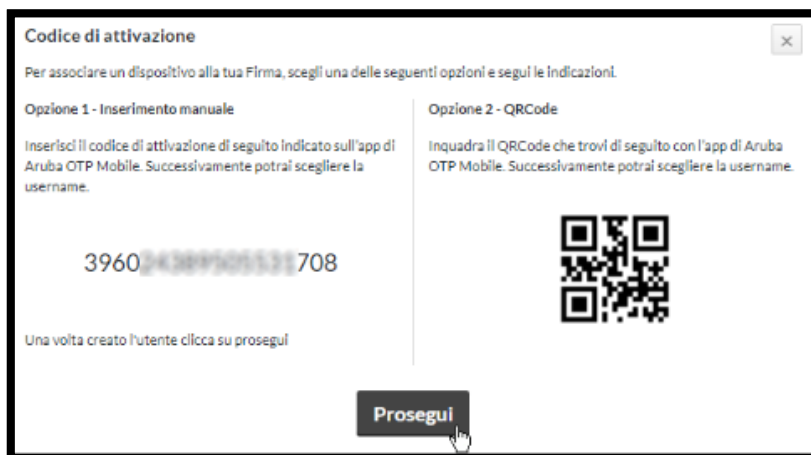 Codice di attivazione
Per associare un dispositivo alla tua Firma, scegli una delle seguenti opzioni e segui le indicazioni.
Opzione 1 - Inserimento manuale
Inserisci il codice di attivazione di seguito indicato sull'app di
Aruba OTP Mobile. Successivamente potrai scegliere la
username.
3960 708
Una volta creato l'utente clicca su prosegui
Opzione 2 - QRCode
Inquadra il QRCode che trovi di seguito con l'app di Aruba
OTP Mobile. Successivamente potrai scegliere la username.
Prosegui